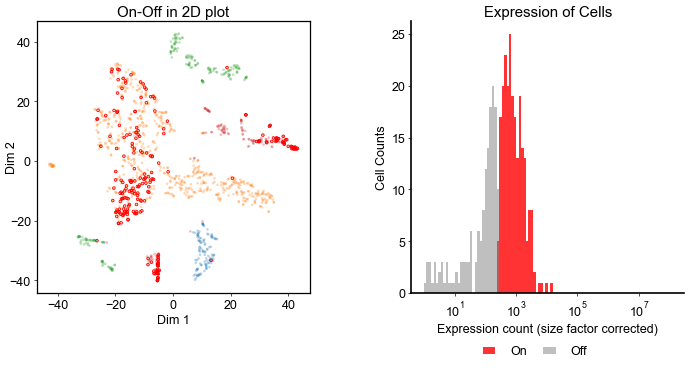 On-Off in 2D plot
40
20
0
−20
−40
Dim 2
−40
−20
0
20
40
Dim 1
Expression of Cells
25
20
15
10
5
0
Cell Counts
10^1
10^3
10^5
10^7
Expression count (size factor corrected)
On
Off